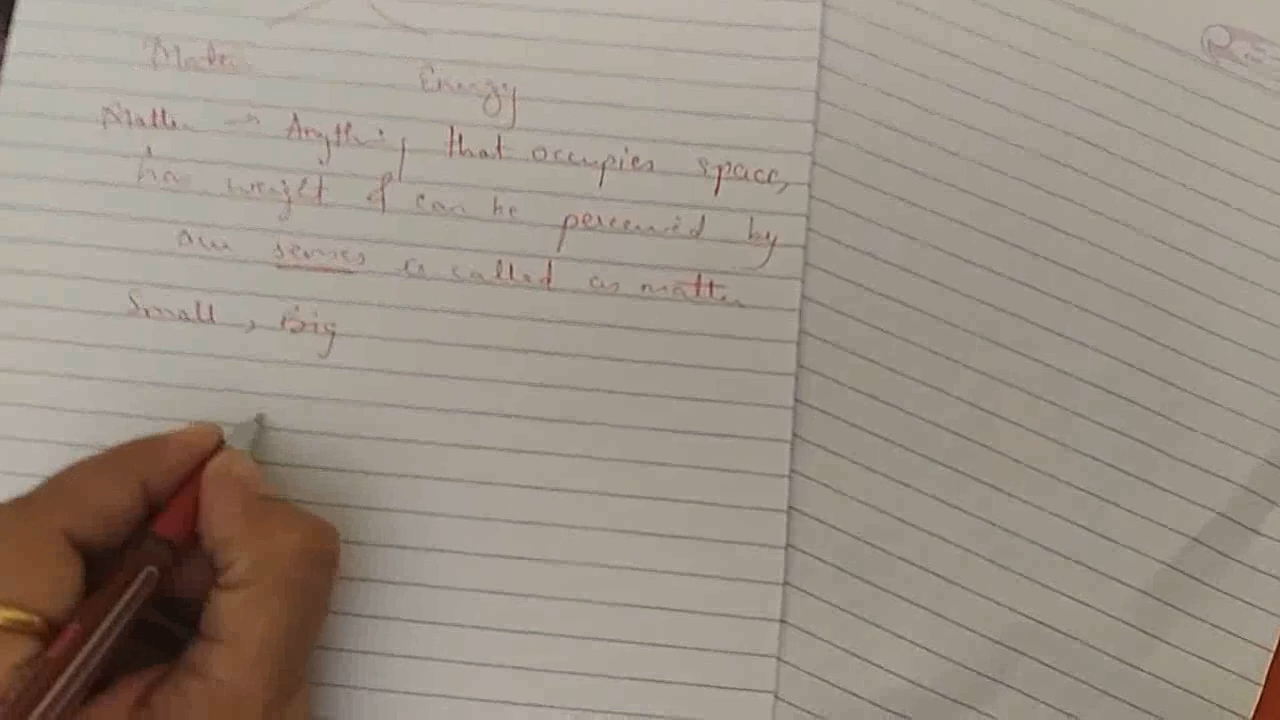 Matter Energy
Matter → Anything that occupies space,
has weight & can be perceived by
our senses is called as matter
Small, Big